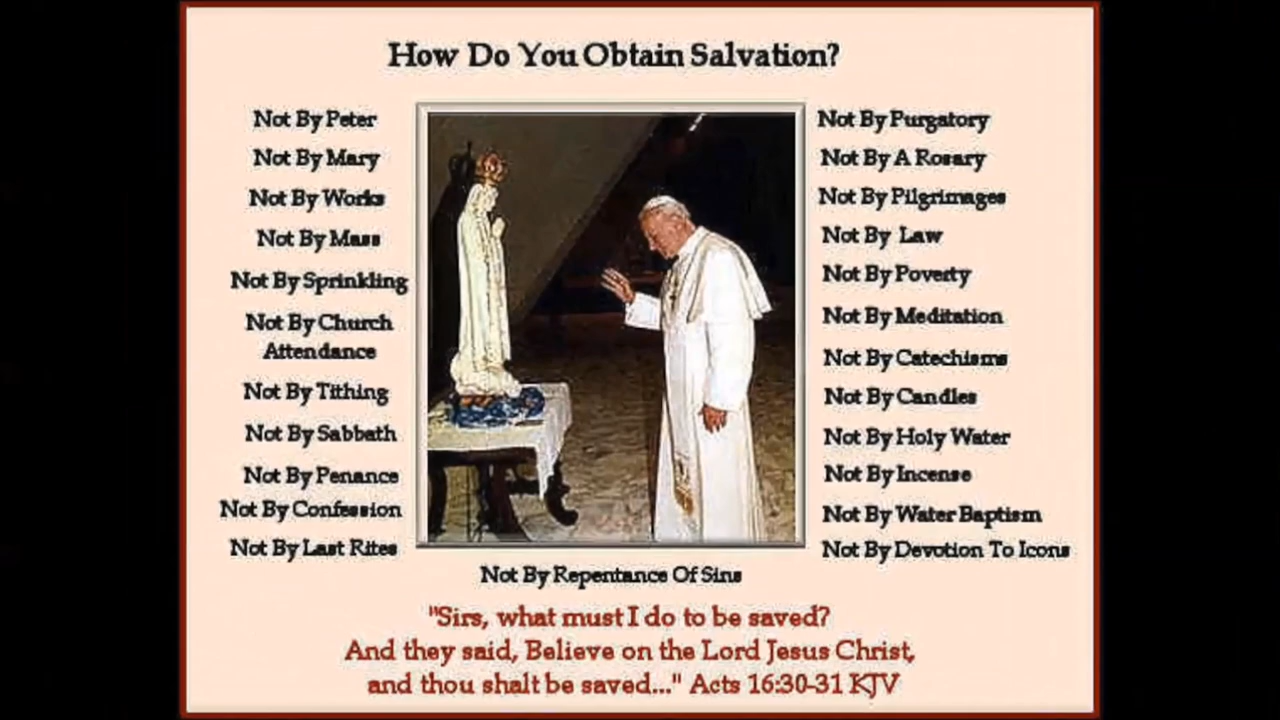 How Do You Obtain Salvation?
Not By Peter
Not By Mary
Not By Works
Not By Mass
Not By Sprinkling
Not By Church
Attendance
Not By Tithing
Not By Sabbath
Not By Penance
Not By Confession
Not By Last Rites
Not By Purgatory
Not By A Rosary
Not By Pilgrimages
Not By Law
Not By Poverty
Not By Meditation
Not By Catechisms
Not By Candles
Not By Holy Water
Not By Incense
Not By Water Baptism
Not By Devotion To Icons
Not By Repentance Of Sins
"Sirs, what must I do to be saved?
And they said, Believe on the Lord Jesus Christ,
and thou shalt be saved..." Acts 16:30-31 KJV